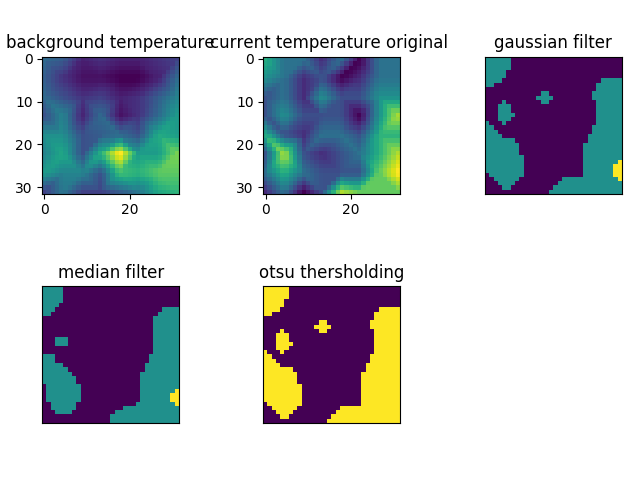 background temperature
current temperature original
gaussian filter
0
10
20
30
0
20
0
10
20
30
0
20
median filter
otsu thersholding